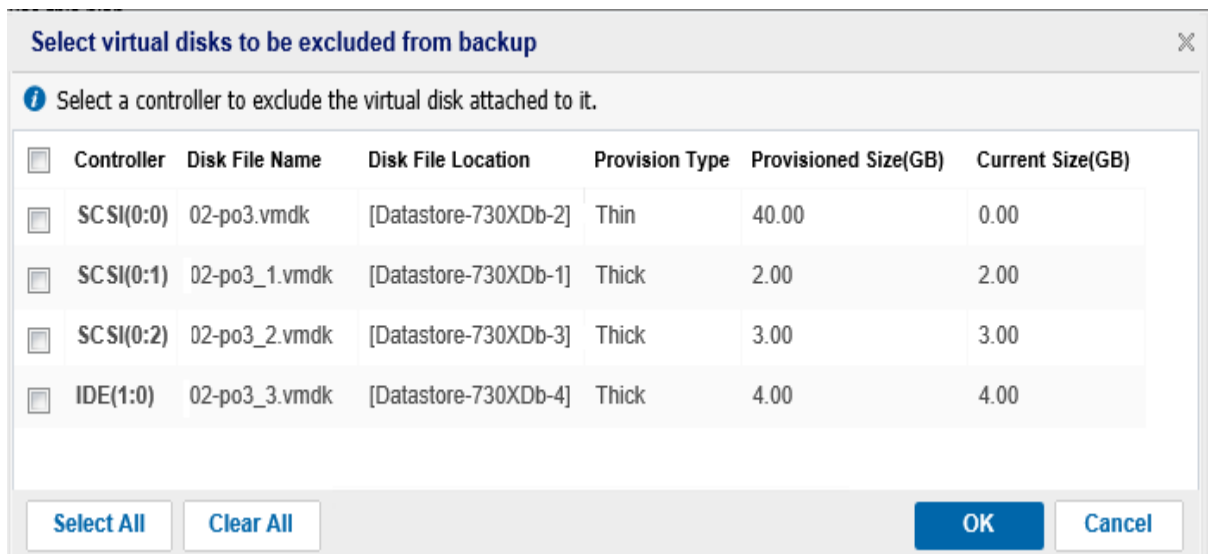 Select virtual disks to be excluded from backup
Select a controller to exclude the virtual disk attached to it.
Controller Disk File Name Disk File Location Provision Type Provisioned Size(GB) Current Size(GB)
SCSI(0:0) 02-po3.vmdk [Datastore-730XDb-2] Thin 40.00 0.00
SCSI(0:1) 02-po3_1.vmdk [Datastore-730XDb-1] Thick 2.00 2.00
SCSI(0:2) 02-po3_2.vmdk [Datastore-730XDb-3] Thick 3.00 3.00
IDE(1:0) 02-po3_3.vmdk [Datastore-730XDb-4] Thick 4.00 4.00
Select All Clear All OK Cancel